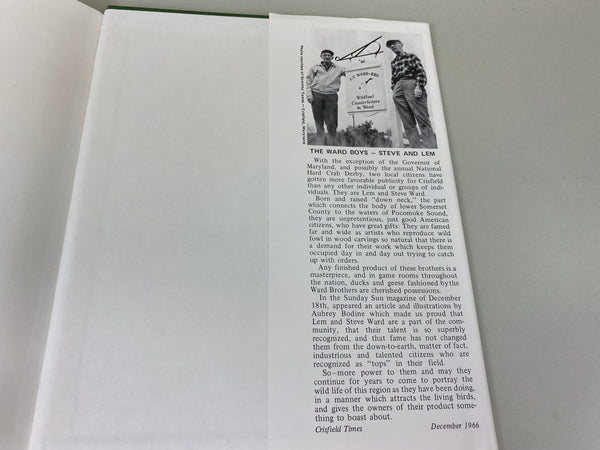 Photo courtesy of Scorchy Tawes — Crisfield, Maryland
L.T. WARD & BRO.
Wildfowl
Counterfeiters
In Wood
THE WARD BOYS — STEVE AND LEM
With the exception of the Governor of
Maryland, and possibly the annual National
Hard Crab Derby, two local citizens have
gotten more favorable publicity for Crisfield
than any other individual or groups of indi-
viduals. They are Lem and Steve Ward.
Born and raised "down neck," the part
which connects the body of lower Somerset
County to the waters of Pocomoke Sound,
they are unpretentious, just good American
citizens, who have great gifts: They are famed
far and wide as artists who reproduce wild
fowl in wood carvings so natural that there is
a demand for their work which keeps them
occupied day in and day out trying to catch
up with orders.
Any finished product of these brothers is a
masterpiece, and in game rooms throughout
the nation, ducks and geese fashioned by the
Ward Brothers are cherished possessions.
In the Sunday Sun magazine of December
18th, appeared an article and illustrations by
Aubrey Bodine which made us proud that
Lem and Steve Ward are a part of the com-
munity, that their talent is so superbly
recognized, and that fame has not changed
them from the down-to-earth, matter of fact,
industrious and talented citizens who are
recognized as "tops" in their field.
So—more power to them and may they
continue for years to come to portray the
wild life of this region as they have been doing,
in a manner which attracts the living birds,
and gives the owners of their product some-
thing to boast about.
Crisfield Times December 1966